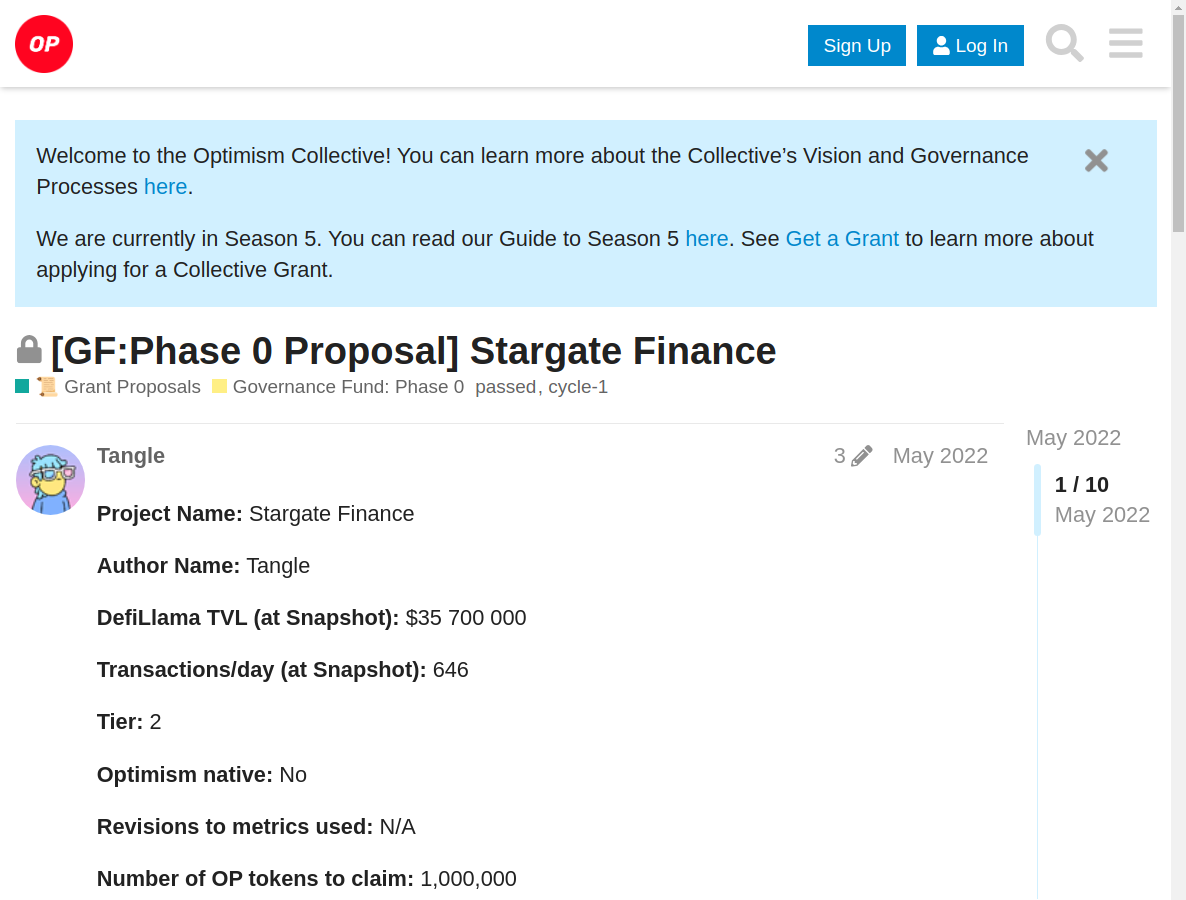 OP
Sign Up
Log In
Welcome to the Optimism Collective! You can learn more about the Collective’s Vision and Governance
Processes here.
We are currently in Season 5. You can read our Guide to Season 5 here. See Get a Grant to learn more about
applying for a Collective Grant.
[GF:Phase 0 Proposal] Stargate Finance
Grant Proposals Governance Fund: Phase 0 passed, cycle-1
Tangle 3 May 2022
Project Name: Stargate Finance
Author Name: Tangle
DefiLlama TVL (at Snapshot): $35 700 000
Transactions/day (at Snapshot): 646
Tier: 2
Optimism native: No
Revisions to metrics used: N/A
Number of OP tokens to claim: 1,000,000
May 2022
1 / 10
May 2022